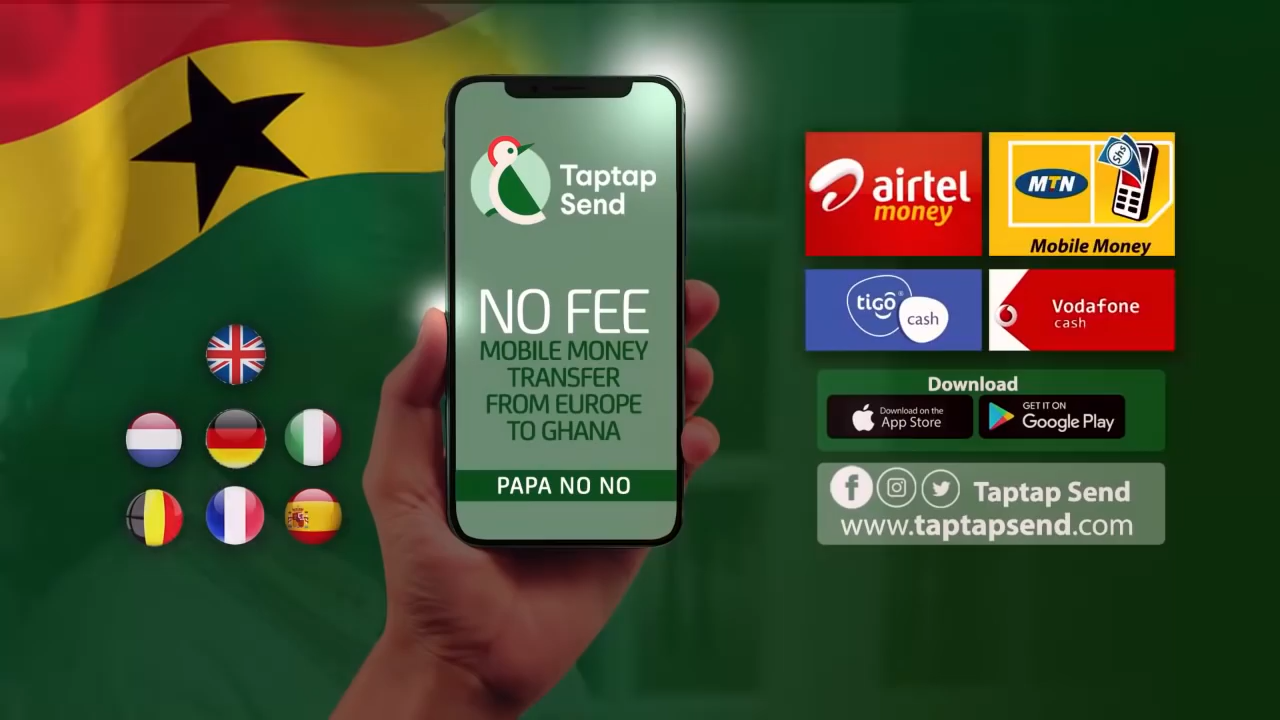 Taptap
Send
NO FEE
MOBILE MONEY
TRANSFER
FROM EUROPE
TO GHANA
PAPA NO NO
airtel
money
MTN
Shs
Mobile Money
tigo®
cash
Vodafone
cash
Download
Download on the
App Store
GET IT ON
Google Play
Taptap Send
www.taptapsend.com